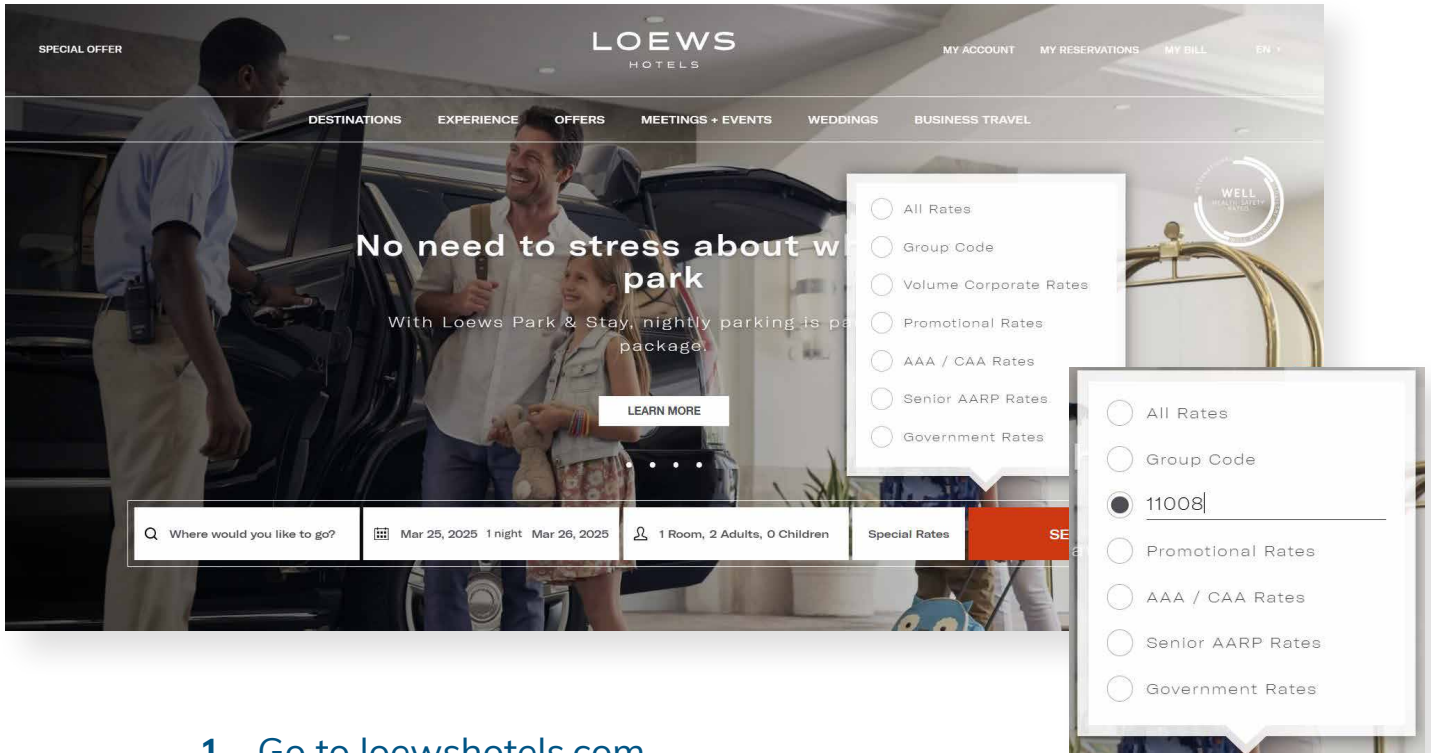 SPECIAL OFFER
LOEWS
HOTELS
MY ACCOUNT MY RESERVATIONS MY BILL EN
DESTINATIONS EXPERIENCE OFFERS MEETINGS + EVENTS WEDDINGS BUSINESS TRAVEL
WELL
HEALTH-SAFETY
RATED
No need to stress about
park
With Loews Park & Stay, nightly parking is
package.
LEARN MORE
All Rates
Group Code
Volume Corporate Rates
Promotional Rates
AAA / CAA Rates
Senior AARP Rates
Government Rates
Where would you like to go? Mar 25, 2025 1 night Mar 26, 2025 1 Room, 2 Adults, 0 Children Special Rates SE
All Rates
Group Code
11008
Promotional Rates
AAA / CAA Rates
Senior AARP Rates
Government Rates
1. Go to loewshotels.com